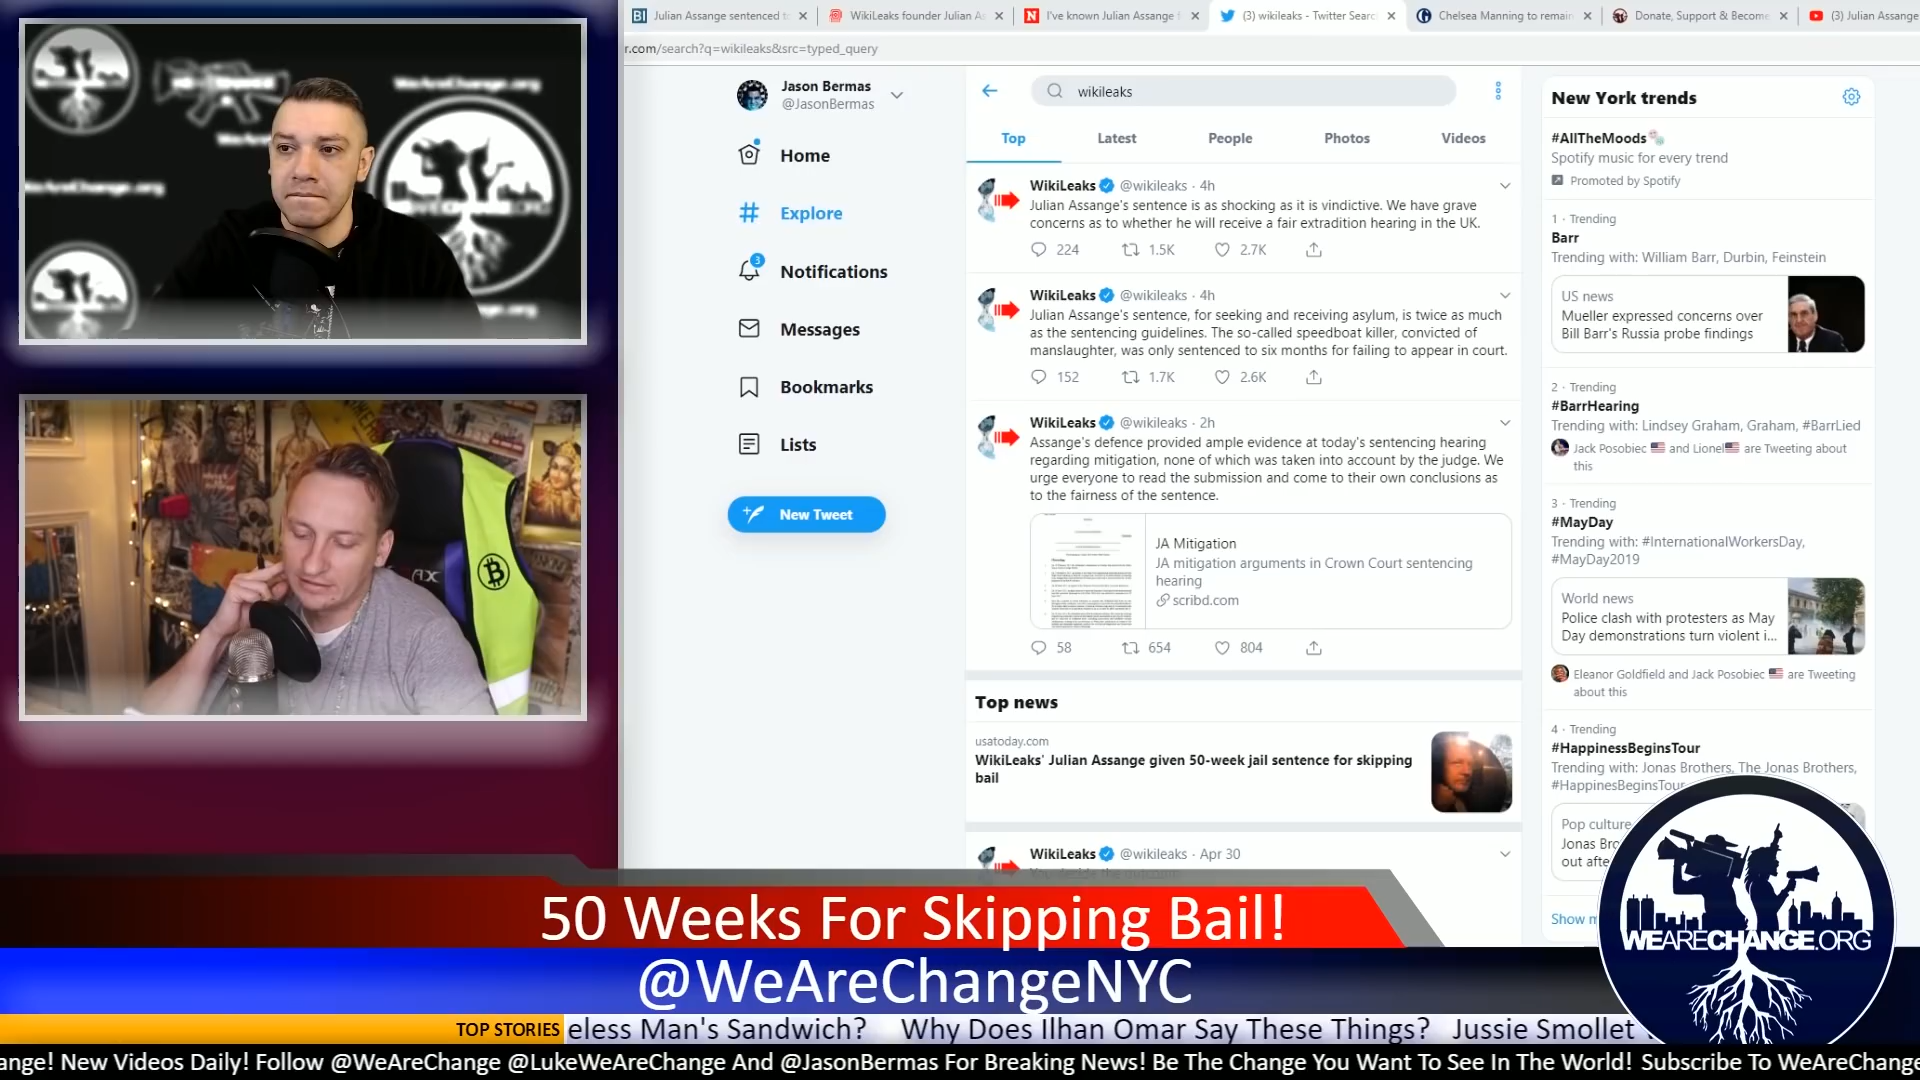 WeAreChange.org
WeAreChange.org
Julian Assange sentenced t
WikiLeaks founder Julian As
I've known Julian Assange
(3) wikileaks - Twitter Searc
Chelsea Manning to remain
Donate, Support & Become
(3) Julian Assange
r.com/search?q=wikileaks&src=typed_query
Jason Bermas
@JasonBermas
Home
Explore
3
Notifications
Messages
Bookmarks
Lists
New Tweet
wikileaks
Top
Latest
People
Photos
Videos
WikiLeaks @wikileaks · 4h
Julian Assange's sentence is as shocking as it is vindictive. We have grave
concerns as to whether he will receive a fair extradition hearing in the UK.
224 1.5K 2.7K
WikiLeaks @wikileaks · 4h
Julian Assange's sentence, for seeking and receiving asylum, is twice as much
as the sentencing guidelines. The so-called speedboat killer, convicted of
manslaughter, was only sentenced to six months for failing to appear in court.
152 1.7K 2.6K
WikiLeaks @wikileaks · 2h
Assange's defence provided ample evidence at today's sentencing hearing
regarding mitigation, none of which was taken into account by the judge. We
urge everyone to read the submission and come to their own conclusions as
to the fairness of the sentence.
JA Mitigation
JA mitigation arguments in Crown Court sentencing
hearing
scribd.com
58 654 804
Top news
usatoday.com
WikiLeaks' Julian Assange given 50-week jail sentence for skipping
bail
WikiLeaks @wikileaks · Apr 30
You decide the outcom
New York trends
#AllTheMoods
Spotify music for every trend
Promoted by Spotify
1 · Trending
Barr
Trending with: William Barr, Durbin, Feinstein
US news
Mueller expressed concerns over
Bill Barr's Russia probe findings
2 · Trending
#BarrHearing
Trending with: Lindsey Graham, Graham, #BarrLied
Jack Posobiec and Lionel are Tweeting about
this
3 · Trending
#MayDay
Trending with: #InternationalWorkersDay,
#MayDay2019
World news
Police clash with protesters as May
Day demonstrations turn violent i...
Eleanor Goldfield and Jack Posobiec are Tweeting
about this
4 · Trending
#HappinessBeginsTour
Trending with: Jonas Brothers, The Jonas Brothers,
#HappinesBeginsTour
Pop culture
Jonas Bro
out afte
Show m
WEARECHANGE.ORG
50 Weeks For Skipping Bail!
@WeAreChangeNYC
TOP STORIES
eless Man's Sandwich? Why Does Ilhan Omar Say These Things? Jussie Smollet
ange! New Videos Daily! Follow @WeAreChange @LukeWeAreChange And @JasonBermas For Breaking News! Be The Change You Want To See In The World! Subscribe To WeAreChange